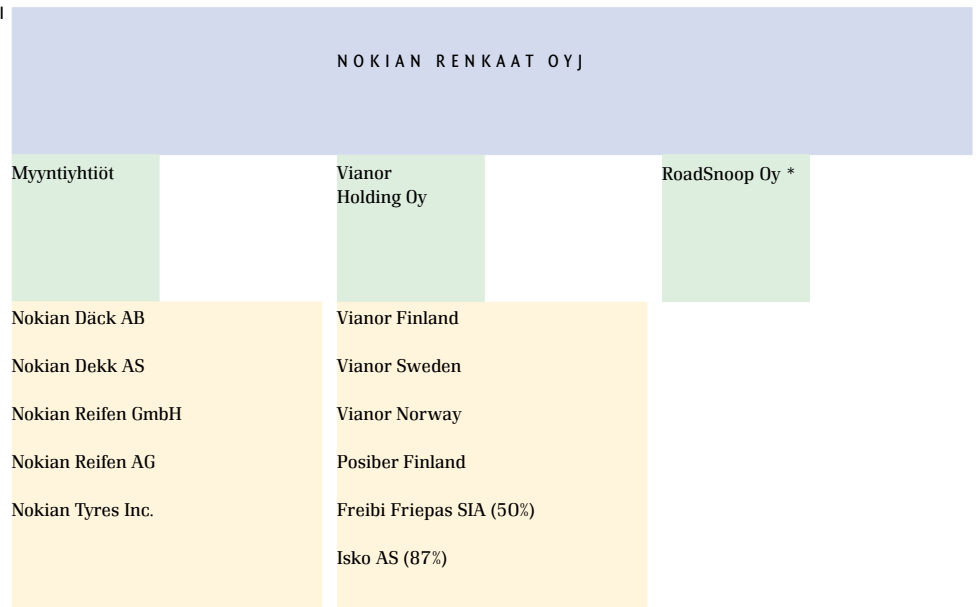 NOKIAN RENKAAT OYJ
Myyntiyhtiöt
Vianor
Holding Oy
RoadSnoop Oy *
Nokian Däck AB
Nokian Dekk AS
Nokian Reifen GmbH
Nokian Reifen AG
Nokian Tyres Inc.
Vianor Finland
Vianor Sweden
Vianor Norway
Posiber Finland
Freibi Friepas SIA (50%)
Isko AS (87%)